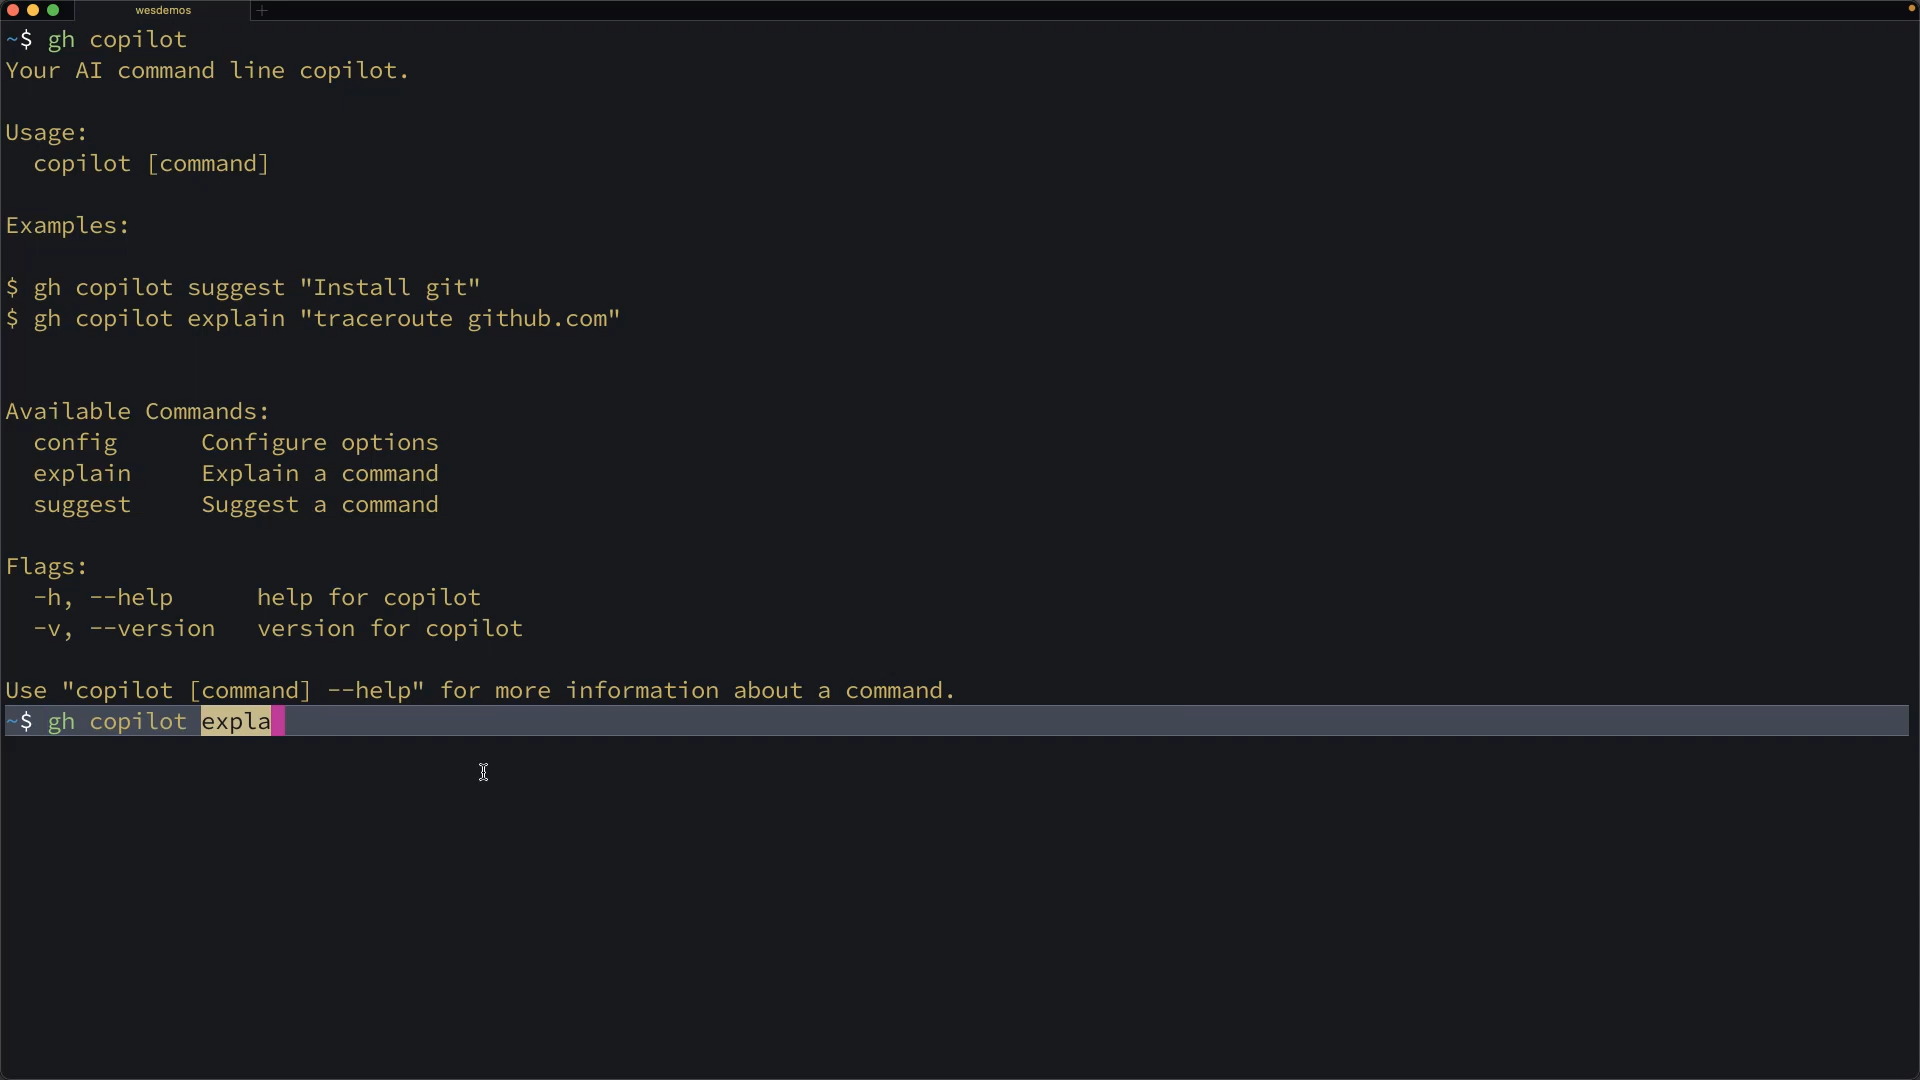 wesdemos
~$ gh copilot
Your AI command line copilot.
Usage:
  copilot [command]
Examples:
$ gh copilot suggest "Install git"
$ gh copilot explain "traceroute github.com"
Available Commands:
  config      Configure options
  explain     Explain a command
  suggest     Suggest a command
Flags:
  -h, --help      help for copilot
  -v, --version   version for copilot
Use "copilot [command] --help" for more information about a command.
~$ gh copilot expla